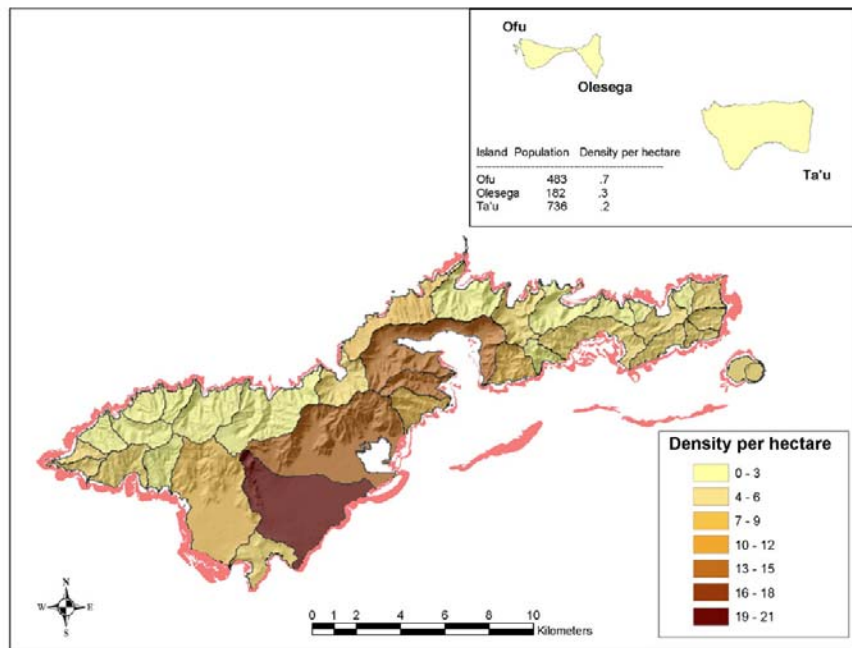 Ofu
Olesega
Ta'u
Island Population Density per hectare
Ofu 483 .7
Olesega 182 .3
Ta'u 736 .2
Density per hectare
0 - 3
4 - 6
7 - 9
10 - 12
13 - 15
16 - 18
19 - 21
N
W E
S
0 1 2 4 6 8 10
Kilometers